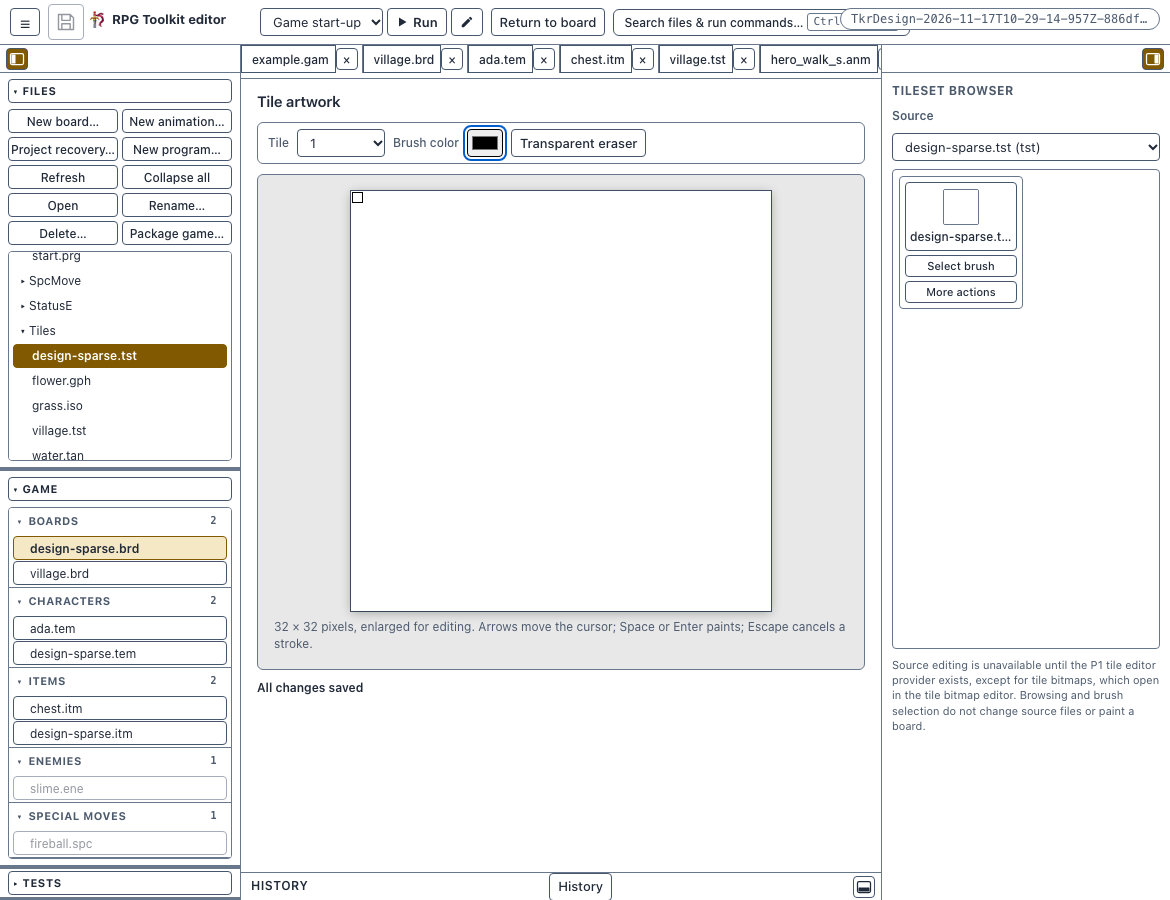 RPG Toolkit editor
Game start-up
Run
Return to board
Search files & run commands...
Ctrl
TkrDesign-2026-11-17T10-29-14-957Z-886df…
example.gam ×
village.brd ×
ada.tem ×
chest.itm ×
village.tst ×
hero_walk_s.anm
FILES
New board...
New animation...
Project recovery...
New program...
Refresh
Collapse all
Open
Rename...
Delete...
Package game...
start.prg
SpcMove
StatusE
Tiles
design-sparse.tst
flower.gph
grass.iso
village.tst
water.tan
GAME
BOARDS 2
design-sparse.brd
village.brd
CHARACTERS 2
ada.tem
design-sparse.tem
ITEMS 2
chest.itm
design-sparse.itm
ENEMIES 1
slime.ene
SPECIAL MOVES 1
fireball.spc
TESTS
Tile artwork
Tile
1
Brush color
Transparent eraser
32 × 32 pixels, enlarged for editing. Arrows move the cursor; Space or Enter paints; Escape cancels a
stroke.
All changes saved
HISTORY
History
TILESET BROWSER
Source
design-sparse.tst (tst)
design-sparse.t...
Select brush
More actions
Source editing is unavailable until the P1 tile editor
provider exists, except for tile bitmaps, which open
in the tile bitmap editor. Browsing and brush
selection do not change source files or paint a
board.